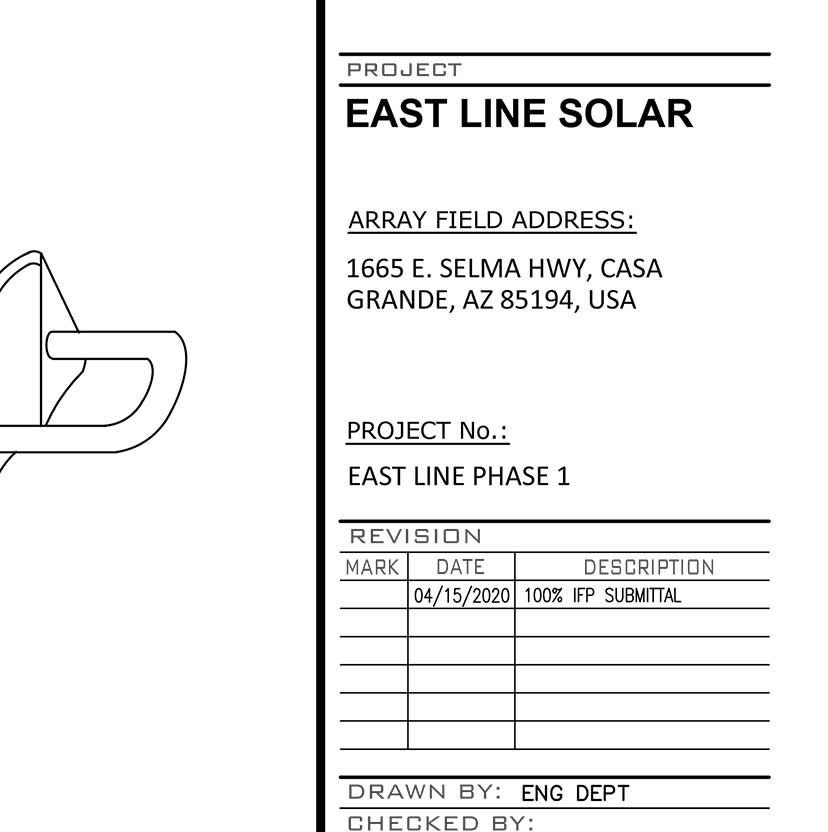 PROJECT
EAST LINE SOLAR
ARRAY FIELD ADDRESS:
1665 E. SELMA HWY, CASA
GRANDE, AZ 85194, USA
PROJECT No.:
EAST LINE PHASE 1
REVISION
MARK DATE DESCRIPTION
04/15/2020 100% IFP SUBMITTAL
DRAWN BY: ENG DEPT
CHECKED BY: